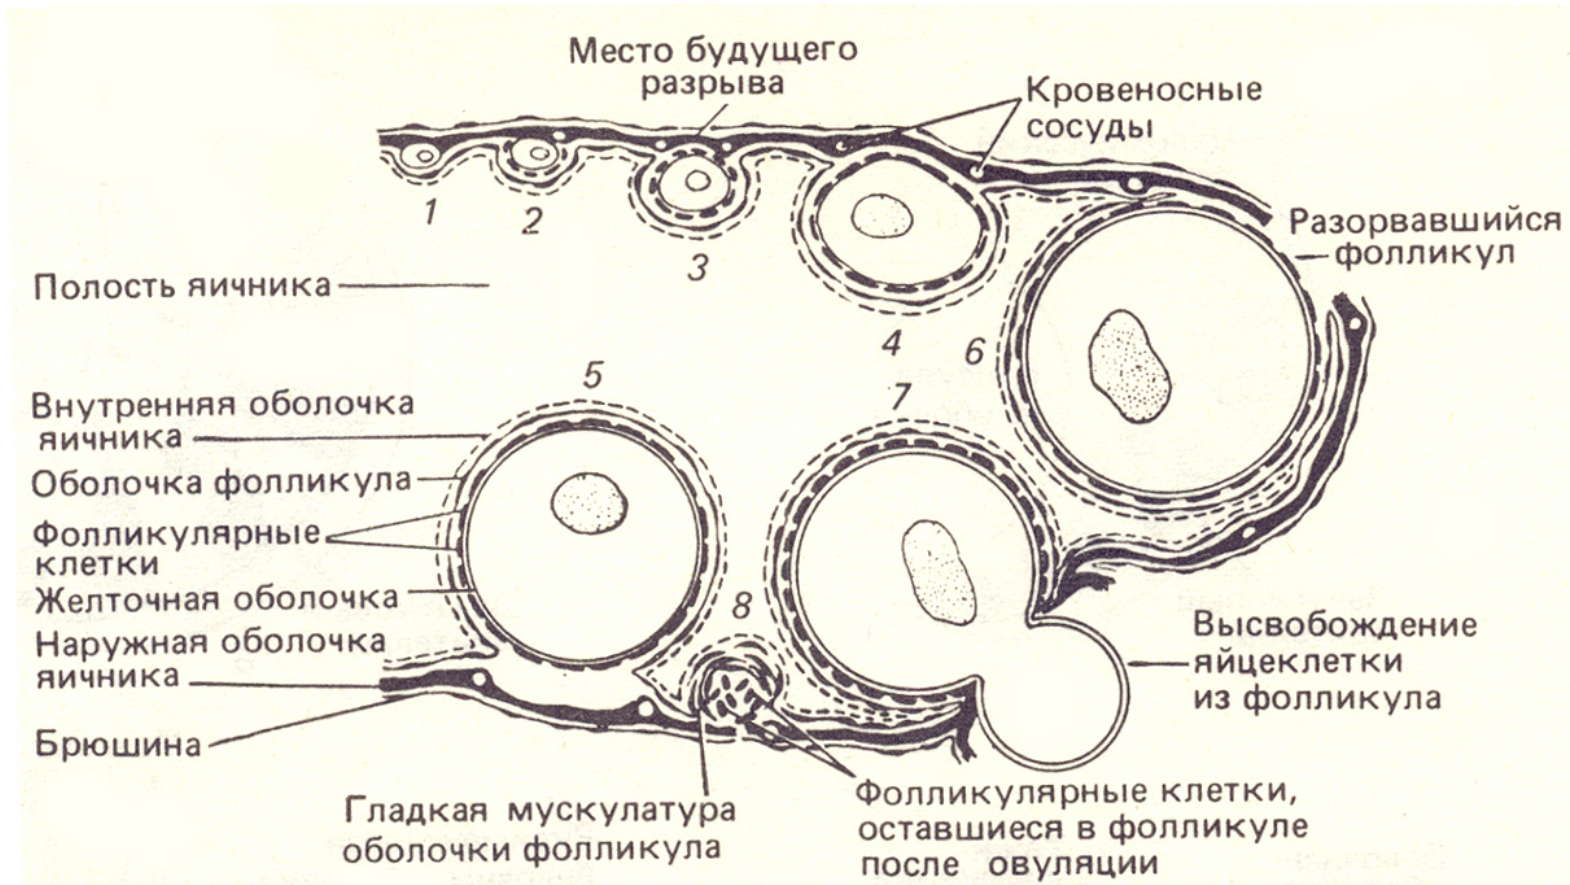 Место будущего
разрыва
Кровеносные
сосуды
1
2
3
Разорвавшийся
фолликул
Полость яичника
4
6
5
7
Внутренняя оболочка
яичника
Оболочка фолликула
Фолликулярные
клетки
Желточная оболочка
8
Наружная оболочка
яичника
Высвобождение
яйцеклетки
из фолликула
Брюшина
Гладкая мускулатура
оболочки фолликула
Фолликулярные клетки,
оставшиеся в фолликуле
после овуляции